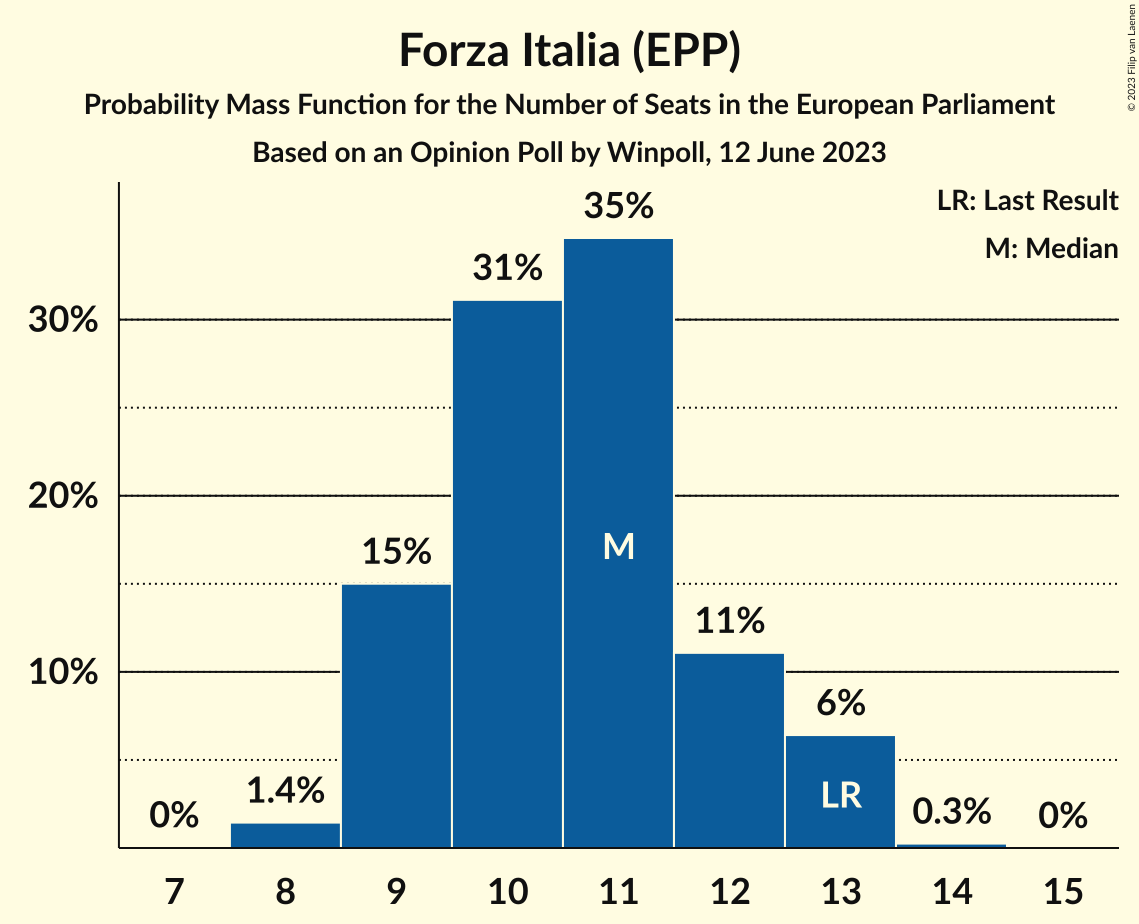 Forza Italia (EPP)
Probability Mass Function for the Number of Seats in the European Parliament
Based on an Opinion Poll by Winpoll, 12 June 2023
© 2023 Filip van Laenen
LR: Last Result
M: Median
30%
20%
10%
0%
1.4%
15%
31%
35%
M
11%
6%
LR
0.3%
0%
7 8 9 10 11 12 13 14 15